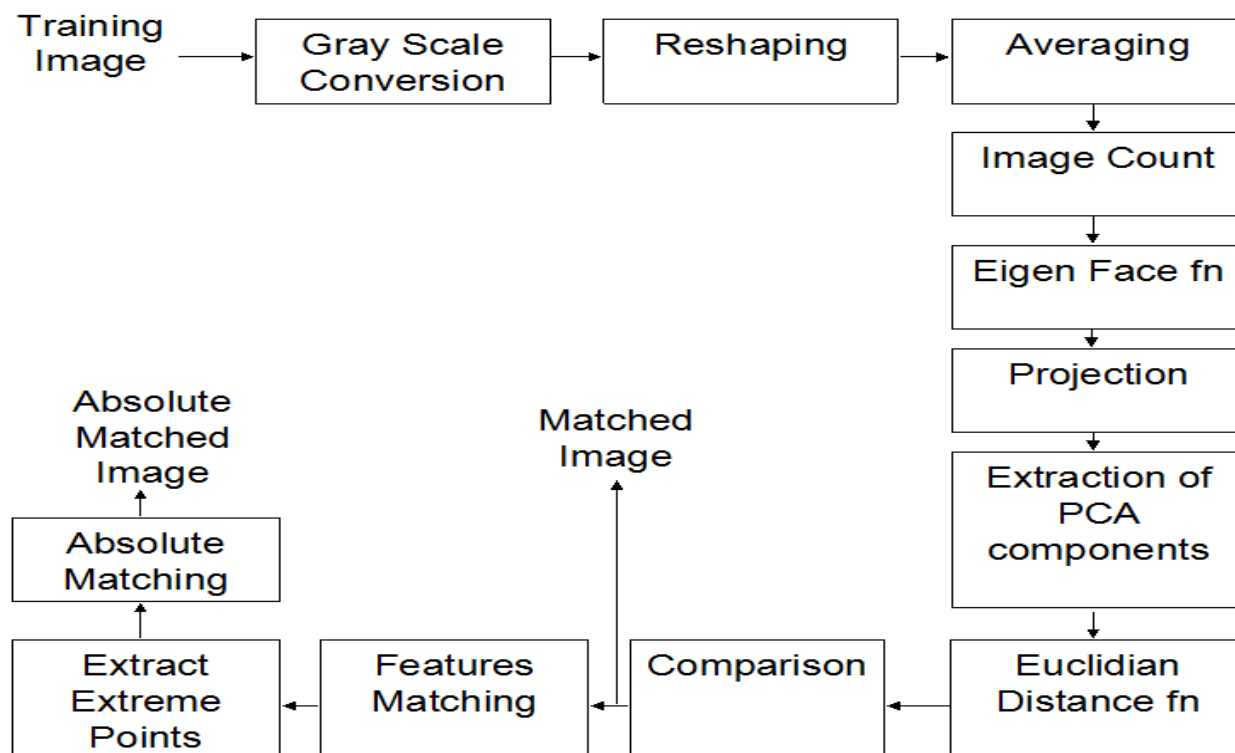 Training
Image
Gray Scale
Conversion
Reshaping
Averaging
Image Count
Eigen Face fn
Projection
Extraction of
PCA
components
Euclidian
Distance fn
Comparison
Matched
Image
Features
Matching
Extract
Extreme
Points
Absolute
Matching
Absolute
Matched
Image